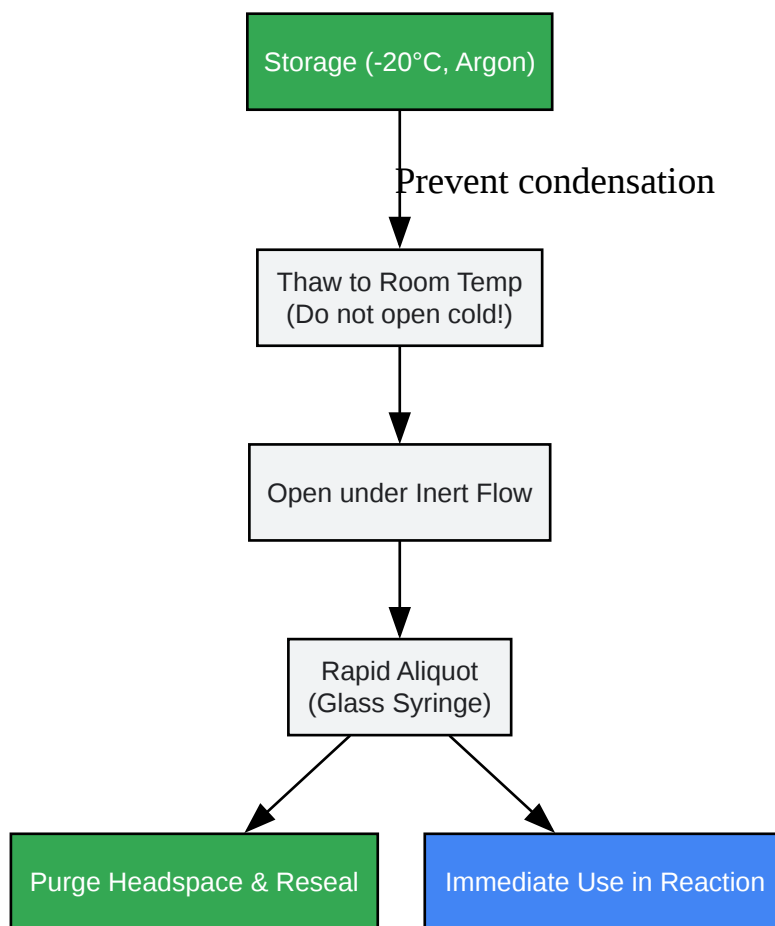 Storage (-20°C, Argon)
Prevent condensation
Thaw to Room Temp
(Do not open cold!)
Open under Inert Flow
Rapid Aliquot
(Glass Syringe)
Purge Headspace & Reseal
Immediate Use in Reaction